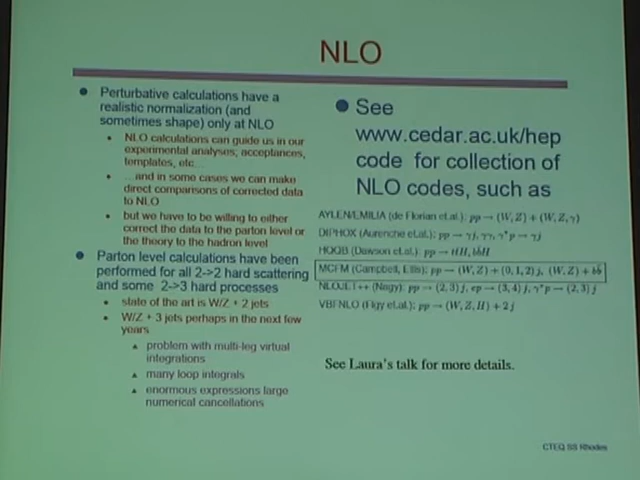 NLO
Perturbative calculations have a
realistic normalization (and
sometimes shape) only at NLO
NLO calculations can guide us in our
experimental analyses; acceptances,
templates, etc...
...and in some cases we can make
direct comparisons of corrected data
to NLO
but we have to be willing to either
correct the data to the parton level or
the theory to the hadron level
Parton level calculations have been
performed for all 2->2 hard scattering
and some 2->3 hard processes
state of the art is W/Z + 2 jets
W/Z + 3 jets perhaps in the next few
years
problem with multi-leg virtual
integrations
many loop integrals
enormous expressions large
numerical cancellations
See
www.cedar.ac.uk/hep
code for collection of
NLO codes, such as
AYLEN/EMILIA (de Florian et.al.): pp → (W, Z) + (W, Z, γ)
DIPHOX (Aurenche et.al.): pp → γj, γγ, γ*p → γj
HQQB (Dawson et.al.): pp → tt̄H, bb̄H
MCFM (Campbell, Ellis): pp → (W, Z) + (0, 1, 2) j, (W, Z) + bb̄
NLOJET++ (Nagy): pp → (2, 3) j, ep → (3, 4) j, γ*p → (2, 3) j
VBFNLO (Figy et.al.): pp → (W, Z, H) + 2 j
See Laura's talk for more details.
CTEQ SS Rhodes